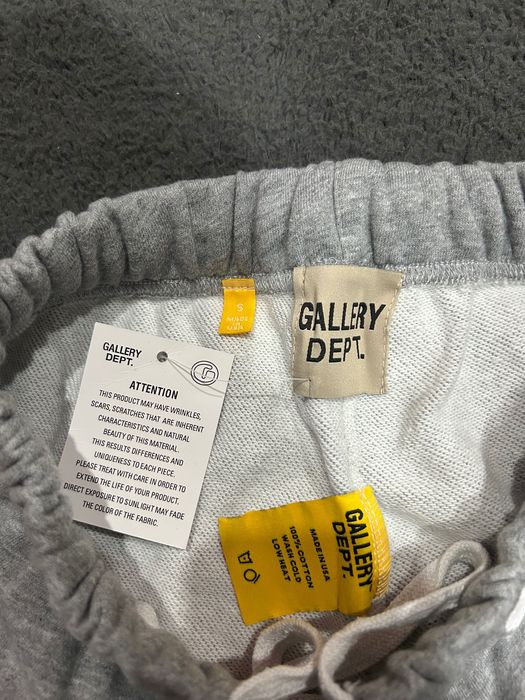 S
MADE
IN
USA
GALLERY
DEPT.
GALLERY
DEPT.
ATTENTION
THIS PRODUCT MAY HAVE WRINKLES,
SCARS, SCRATCHES THAT ARE INHERENT
CHARACTERISTICS AND NATURAL
BEAUTY OF THIS MATERIAL.
THIS RESULTS DIFFERENCES AND
UNIQUENESS TO EACH PIECE.
PLEASE TREAT WITH CARE IN ORDER TO
EXTEND THE LIFE OF YOUR PRODUCT.
DIRECT EXPOSURE TO SUNLIGHT MAY FADE
THE COLOR OF THE FABRIC.
GALLERY
DEPT.
MADE IN USA
100% COTTON
WASH COLD
LOW HEAT